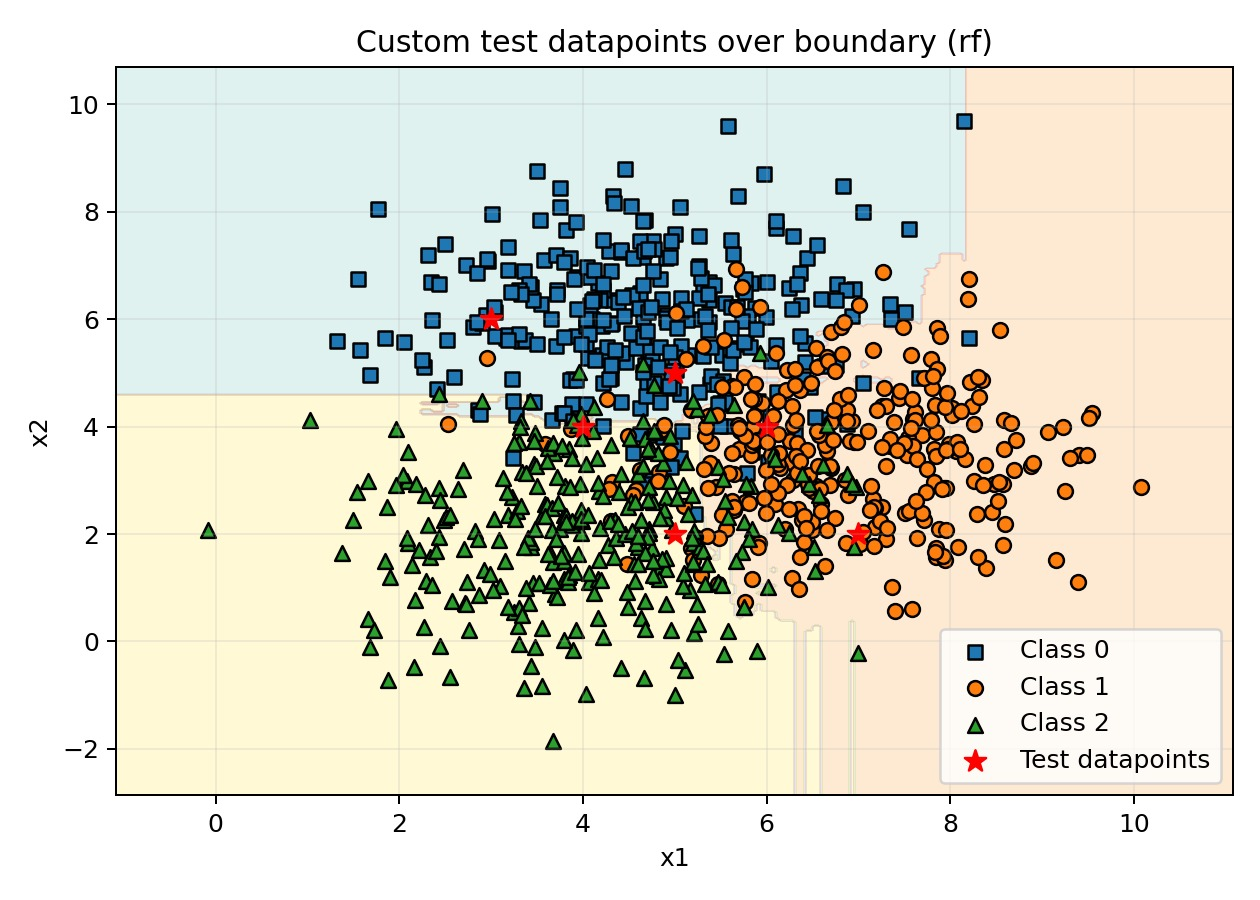 Custom test datapoints over boundary (rf)
10
8
6
4
2
0
−2
x2
0 2 4 6 8 10
x1
Class 0
Class 1
Class 2
Test datapoints